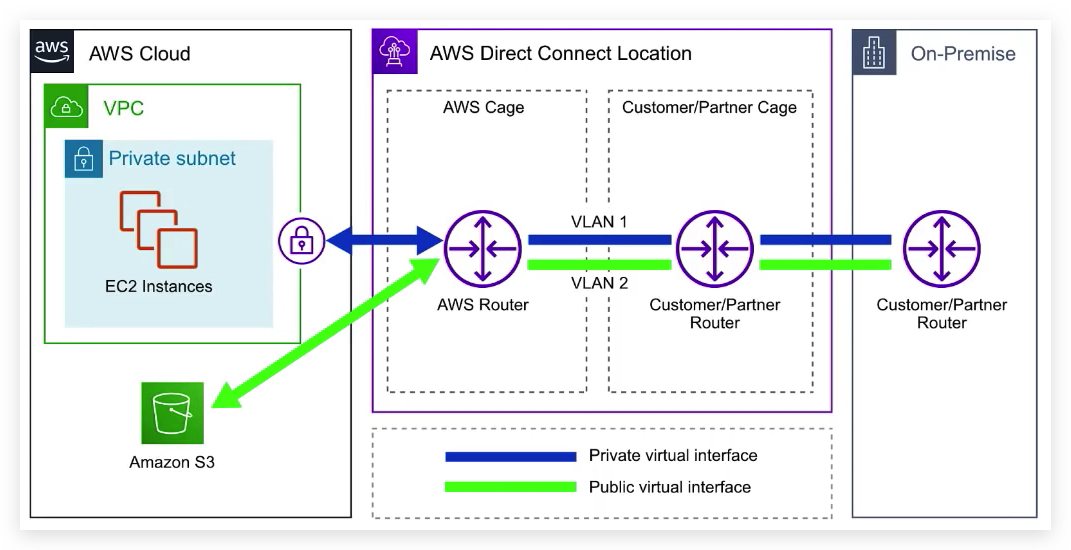 aws
AWS Cloud
VPC
Private subnet
EC2 Instances
Amazon S3
AWS Direct Connect Location
AWS Cage
Customer/Partner Cage
VLAN 1
VLAN 2
AWS Router
Customer/Partner
Router
On-Premise
Customer/Partner
Router
Private virtual interface
Public virtual interface